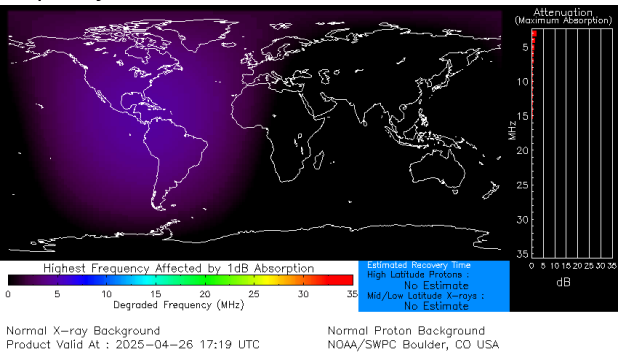 Attenuation
(Maximum Absorption)
5
10
15
20
25
30
35
MHz
0 5 10 15 20 25 30 35
dB
Highest Frequency Affected by 1dB Absorption
0 5 10 15 20 25 30 35
Degraded Frequency (MHz)
Estimated Recovery Time
High Latitude Protons :
No Estimate
Mid/Low Latitude X-rays :
No Estimate
Normal X-ray Background
Normal Proton Background
Product Valid At : 2025-04-26 17:19 UTC
NOAA/SWPC Boulder, CO USA